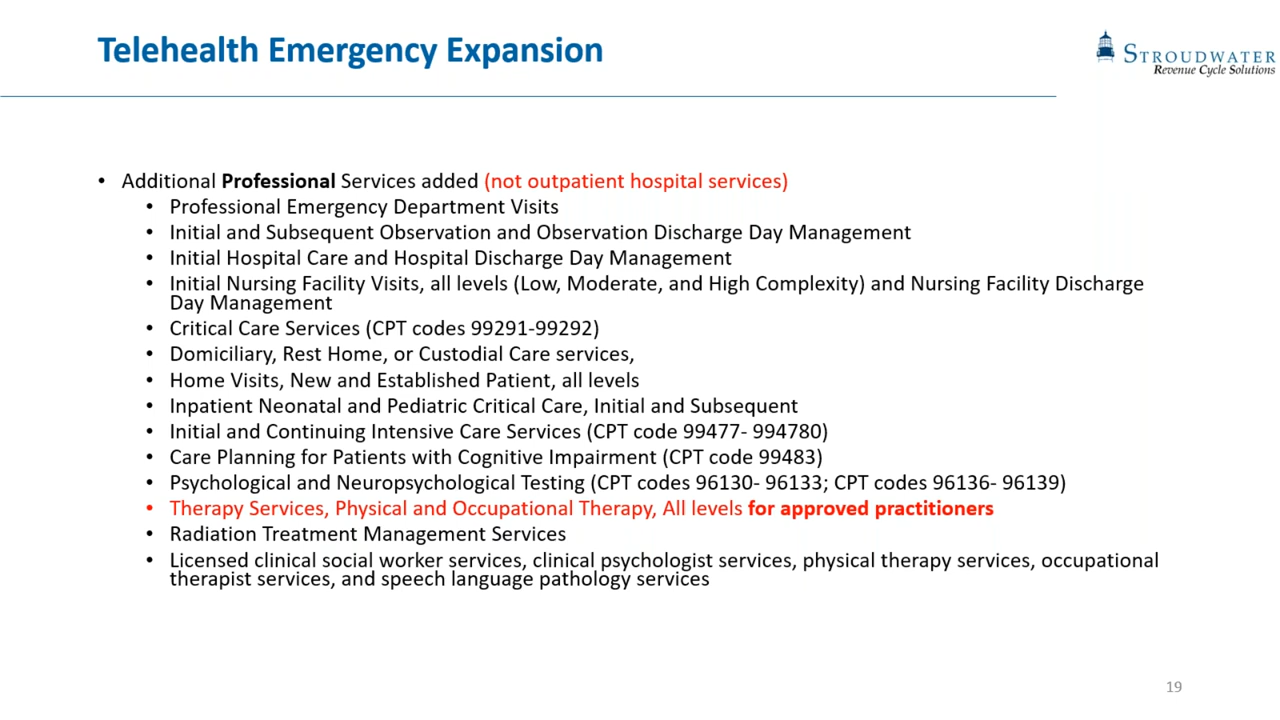 Telehealth Emergency Expansion
STROUDWATER
Revenue Cycle Solutions
• Additional Professional Services added (not outpatient hospital services)
• Professional Emergency Department Visits
• Initial and Subsequent Observation and Observation Discharge Day Management
• Initial Hospital Care and Hospital Discharge Day Management
• Initial Nursing Facility Visits, all levels (Low, Moderate, and High Complexity) and Nursing Facility Discharge
Day Management
• Critical Care Services (CPT codes 99291-99292)
• Domiciliary, Rest Home, or Custodial Care services,
• Home Visits, New and Established Patient, all levels
• Inpatient Neonatal and Pediatric Critical Care, Initial and Subsequent
• Initial and Continuing Intensive Care Services (CPT code 99477- 994780)
• Care Planning for Patients with Cognitive Impairment (CPT code 99483)
• Psychological and Neuropsychological Testing (CPT codes 96130- 96133; CPT codes 96136- 96139)
• Therapy Services, Physical and Occupational Therapy, All levels for approved practitioners
• Radiation Treatment Management Services
• Licensed clinical social worker services, clinical psychologist services, physical therapy services, occupational
therapist services, and speech language pathology services
19